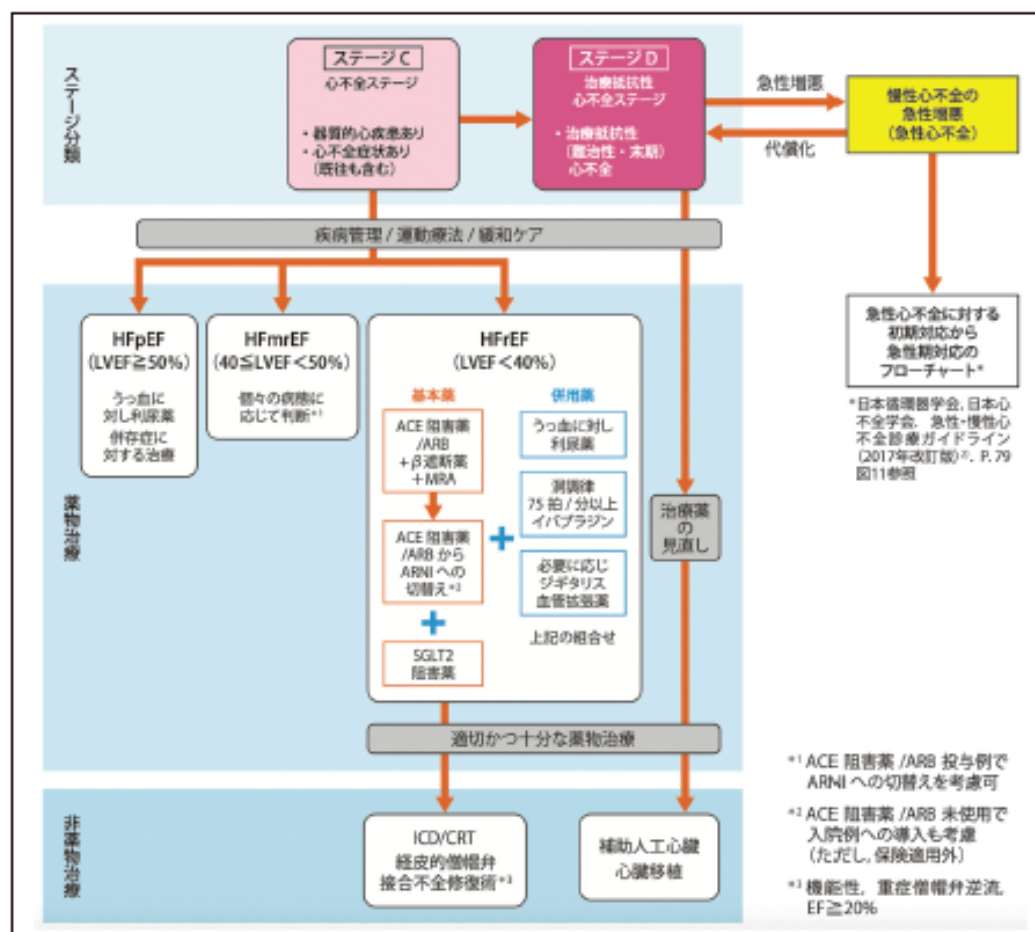 ステージ分類
ステージC
心不全ステージ
・器質的心疾患あり
・心不全症状あり
(既往も含む)
ステージD
治療抵抗性
心不全ステージ
・治療抵抗性
(難治性・末期)
心不全
急性増悪
代償化
慢性心不全の
急性増悪
(急性心不全)
疾病管理 / 運動療法 / 緩和ケア
薬物治療
HFpEF
(LVEF≧50%)
うっ血に
対し利尿薬
併存症に
対する治療
HFmrEF
(40≦LVEF<50%)
個々の病態に
応じて判断*1
HFrEF
(LVEF<40%)
基本薬
ACE 阻害薬
/ARB
+β遮断薬
+MRA
ACE 阻害薬
/ARB から
ARNI への
切替え*2
+
SGLT2
阻害薬
+
併用薬
うっ血に対し
利尿薬
洞調律
75 拍 / 分以上
イバブラジン
必要に応じ
ジギタリス
血管拡張薬
上記の組合せ
治療薬
の
見直し
急性心不全に対する
初期対応から
急性期対応の
フローチャート*
*日本循環器学会, 日本心
不全学会. 急性・慢性心
不全診療ガイドライン
(2017年改訂版)²⁾. P. 79
図11参照
適切かつ十分な薬物治療
非薬物治療
ICD/CRT
経皮的僧帽弁
接合不全修復術*3
補助人工心臓
心臓移植
*1 ACE 阻害薬 /ARB 投与例で
ARNI への切替えを考慮可
*2 ACE 阻害薬 /ARB 未使用で
入院例への導入も考慮
(ただし, 保険適用外)
*3 機能性, 重症僧帽弁逆流,
EF≧20%